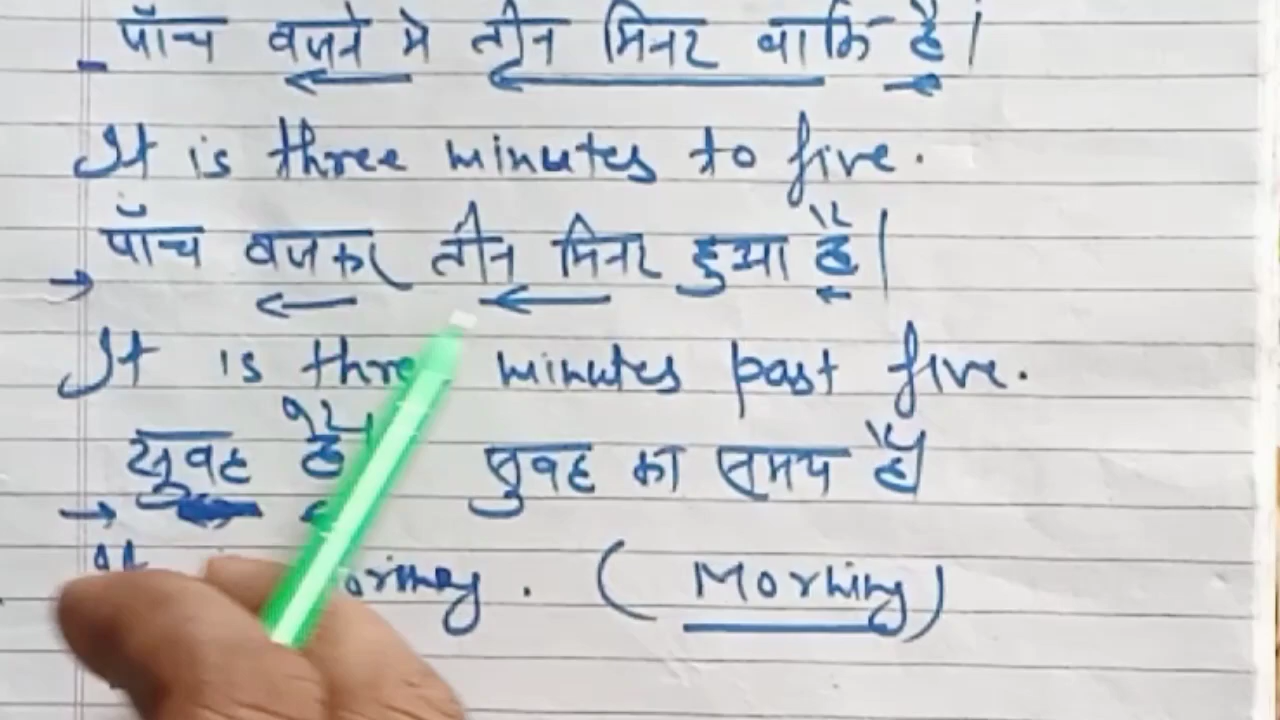 पाँच बजने मे तीन मिनट बाकि है।
It is three minutes to five.
पाँच बजकर तीन मिनट हुआ है।
It is three minutes past five.
सुबह है सुबह का समय है।
It . (Morning)